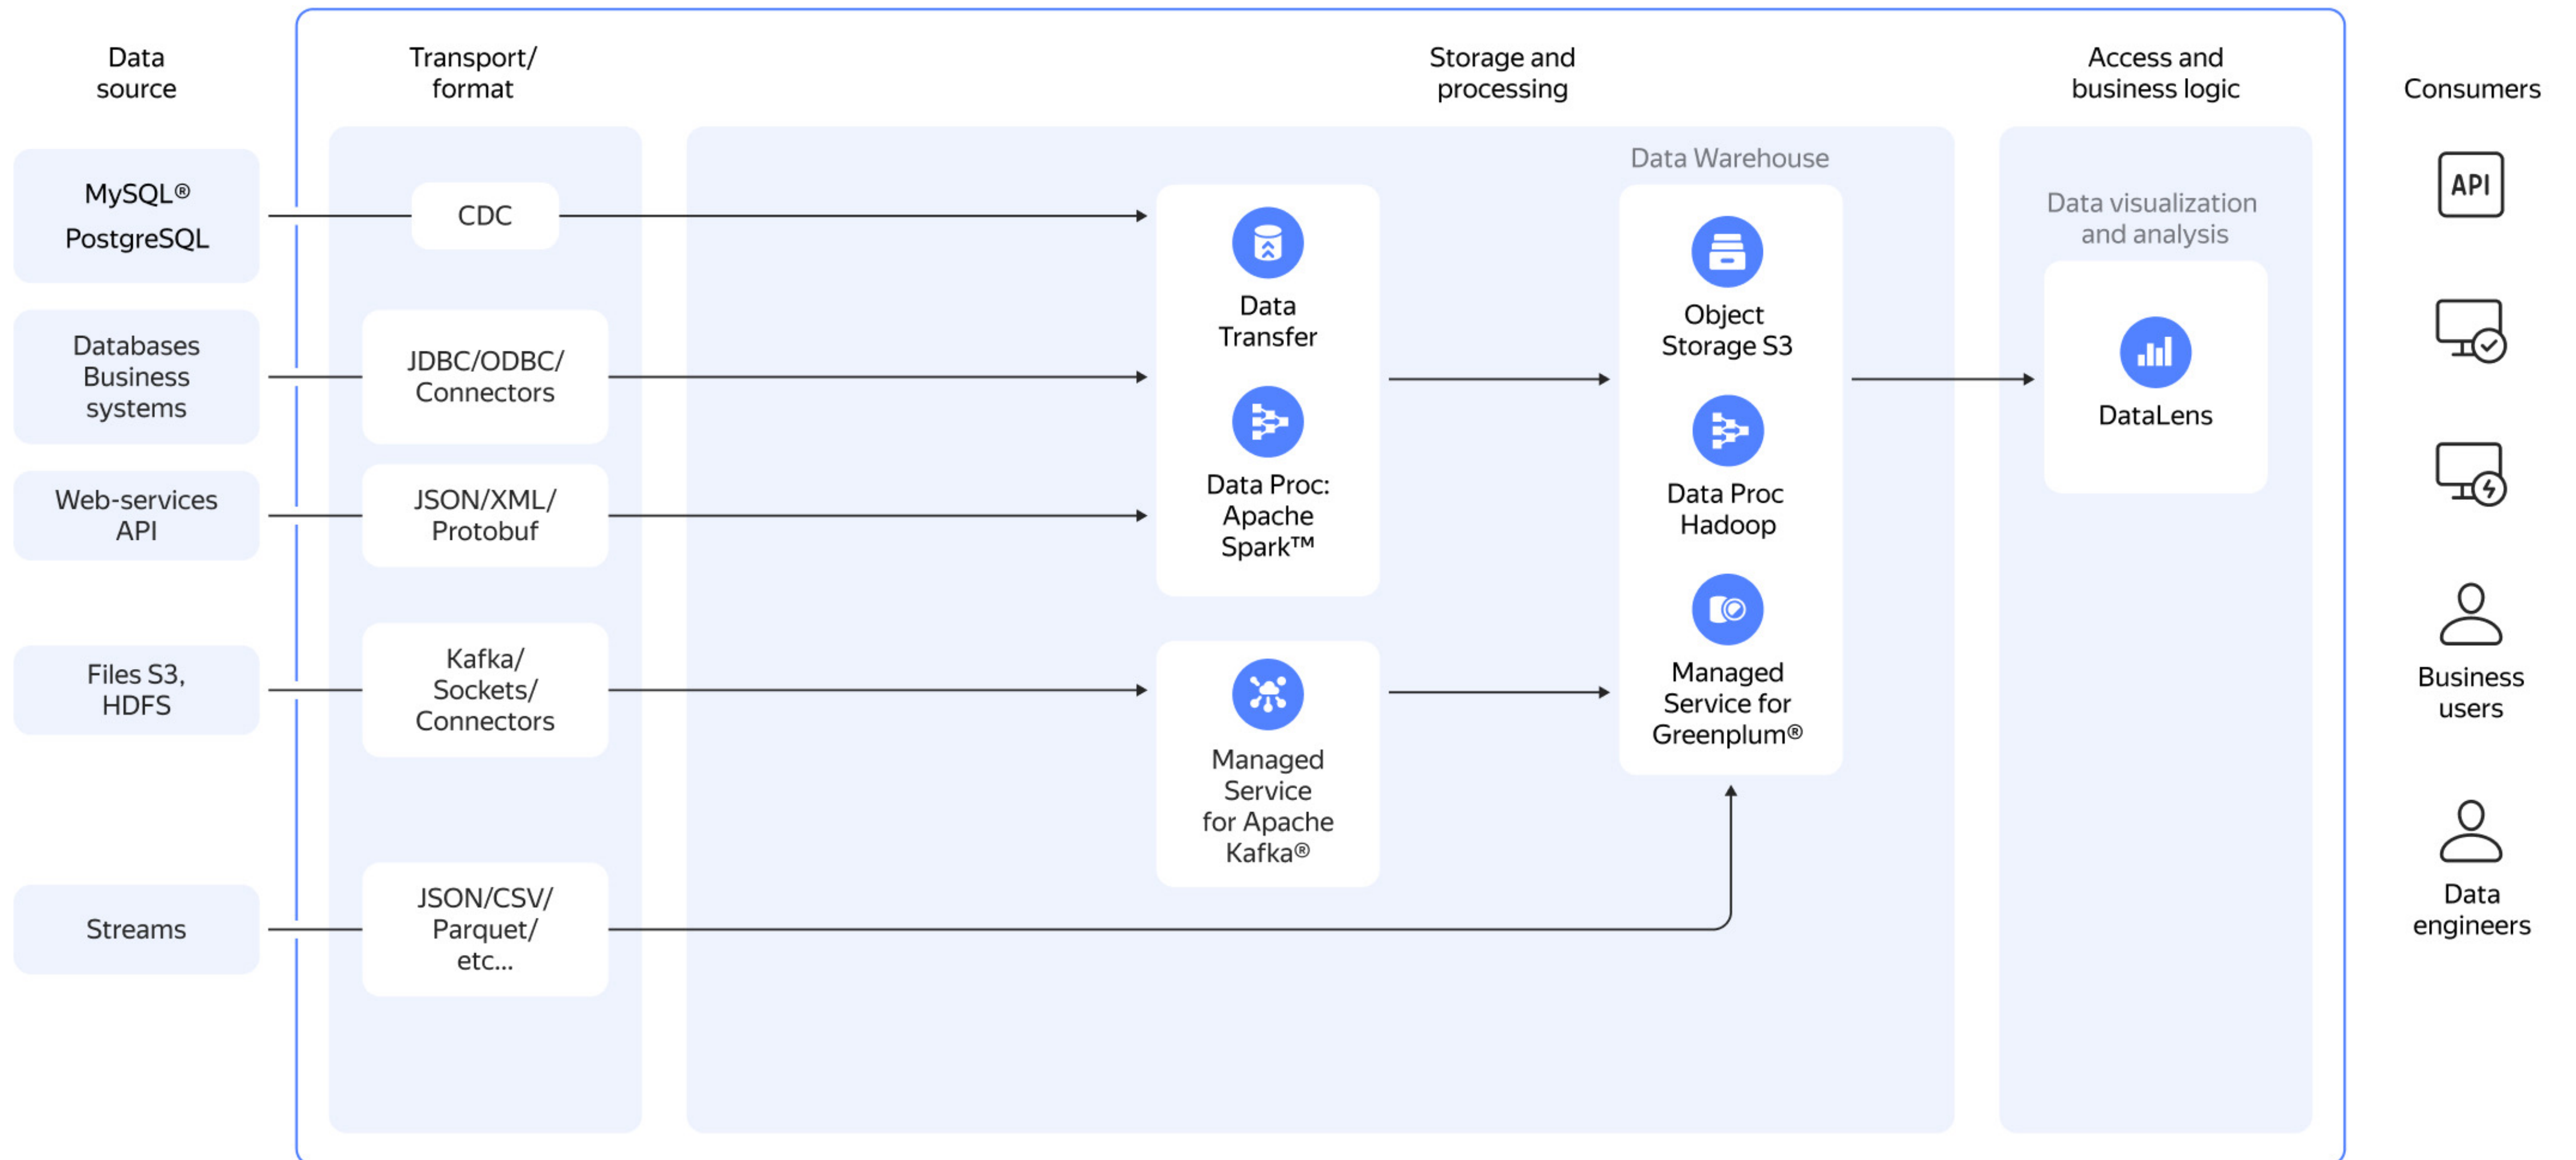 Data
source
Transport/
format
Storage and
processing
Access and
business logic
Consumers
MySQL®
PostgreSQL
Databases
Business
systems
Web-services
API
Files S3,
HDFS
Streams
CDC
JDBC/ODBC/
Connectors
JSON/XML/
Protobuf
Kafka/
Sockets/
Connectors
JSON/CSV/
Parquet/
etc...
Data
Transfer
Data Proc:
Apache
Spark™
Managed
Service
for Apache
Kafka®
Data Warehouse
Object
Storage S3
Data Proc
Hadoop
Managed
Service for
Greenplum®
Data visualization
and analysis
DataLens
API
Business
users
Data
engineers